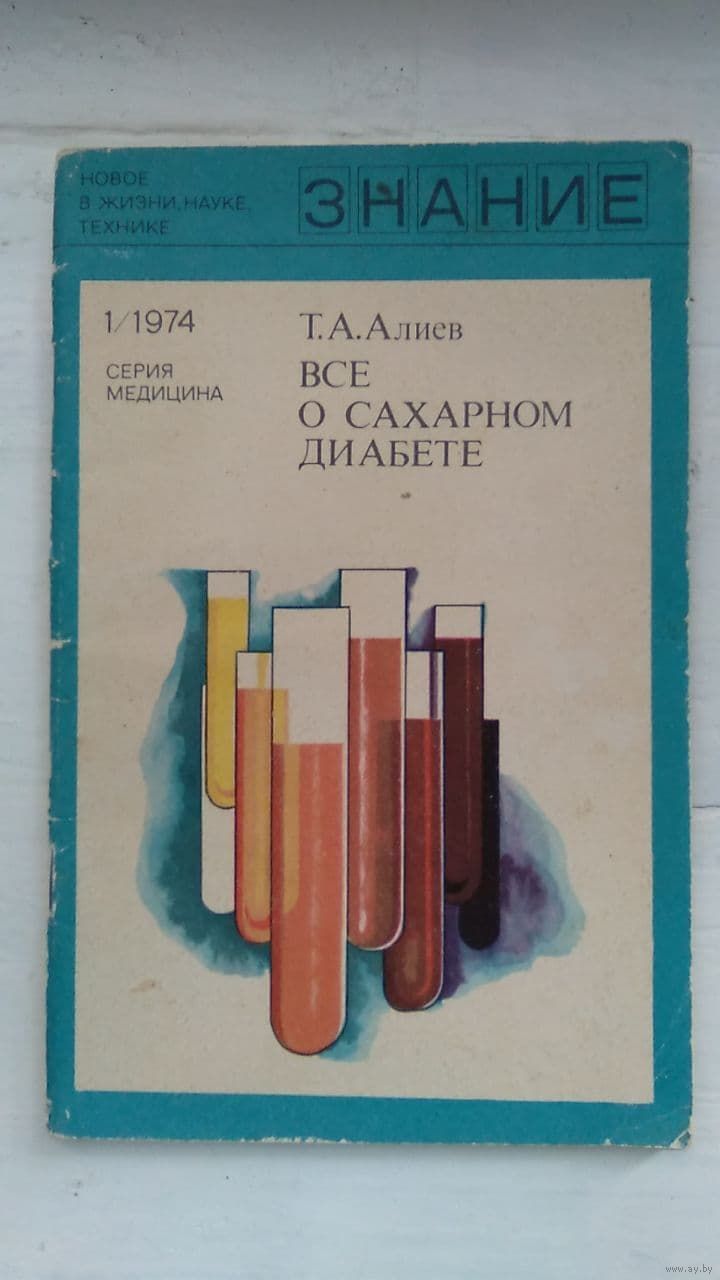 НОВОЕ
В ЖИЗНИ, НАУКЕ,
ТЕХНИКЕ
ЗНАНИЕ
1/1974
СЕРИЯ
МЕДИЦИНА
Т.А.Алиев
ВСЕ
О САХАРНОМ
ДИАБЕТЕ
www.ay.by